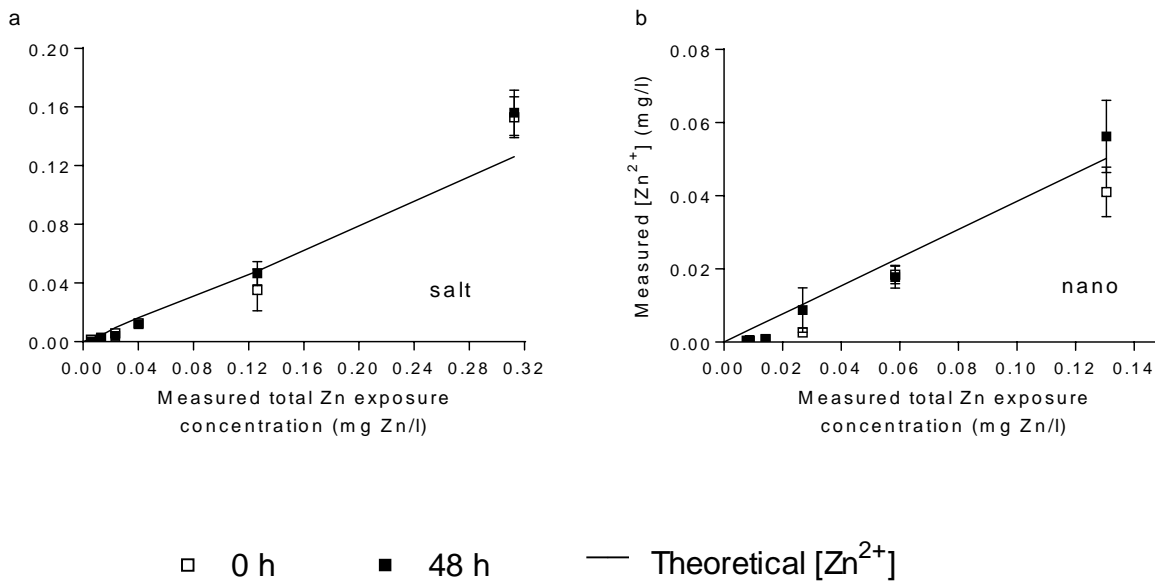 a
0.20
0.16
0.12
0.08
0.04
0.00
0.00 0.04 0.08 0.12 0.16 0.20 0.24 0.28 0.32
Measured total Zn exposure
concentration (mg Zn/l)
salt
b
Measured [Zn²⁺] (mg/l)
0.08
0.06
0.04
0.02
0.00
0.00 0.02 0.04 0.06 0.08 0.10 0.12 0.14
Measured total Zn exposure
concentration (mg Zn/l)
nano
0 h 48 h Theoretical [Zn²⁺]